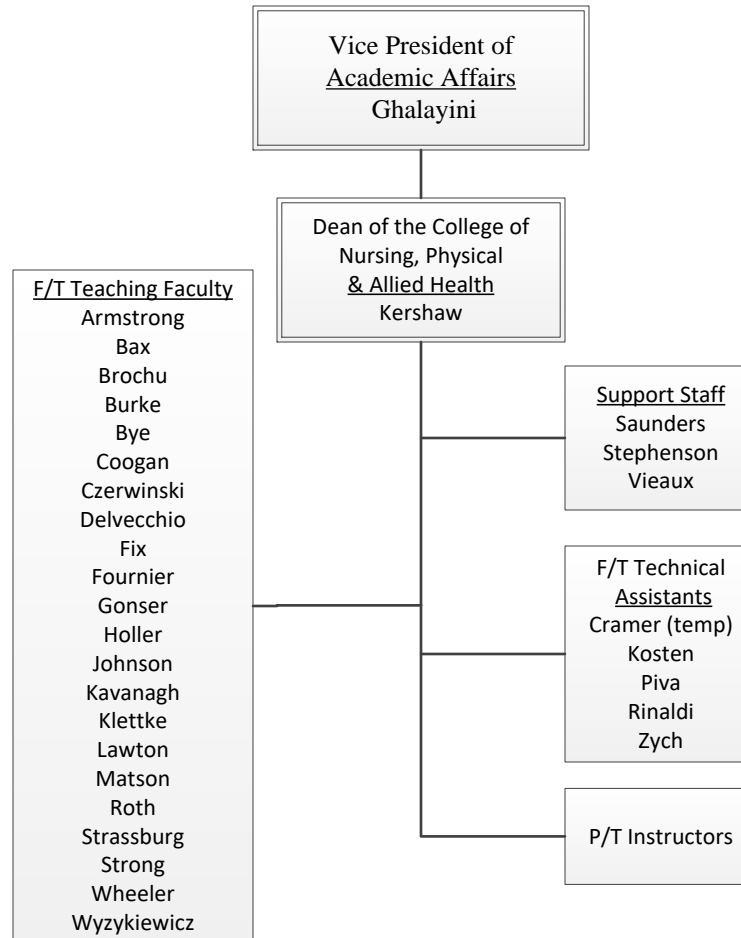 Vice President of
Academic Affairs
Ghalayini
Dean of the College of
Nursing, Physical
& Allied Health
Kershaw
F/T Teaching Faculty
Armstrong
Bax
Brochu
Burke
Bye
Coogan
Czerwinski
Delvecchio
Fix
Fournier
Gonser
Holler
Johnson
Kavanagh
Klettke
Lawton
Matson
Roth
Strassburg
Strong
Wheeler
Wyzykiewicz
Support Staff
Saunders
Stephenson
Vieaux
F/T Technical
Assistants
Cramer (temp)
Kosten
Piva
Rinaldi
Zych
P/T Instructors